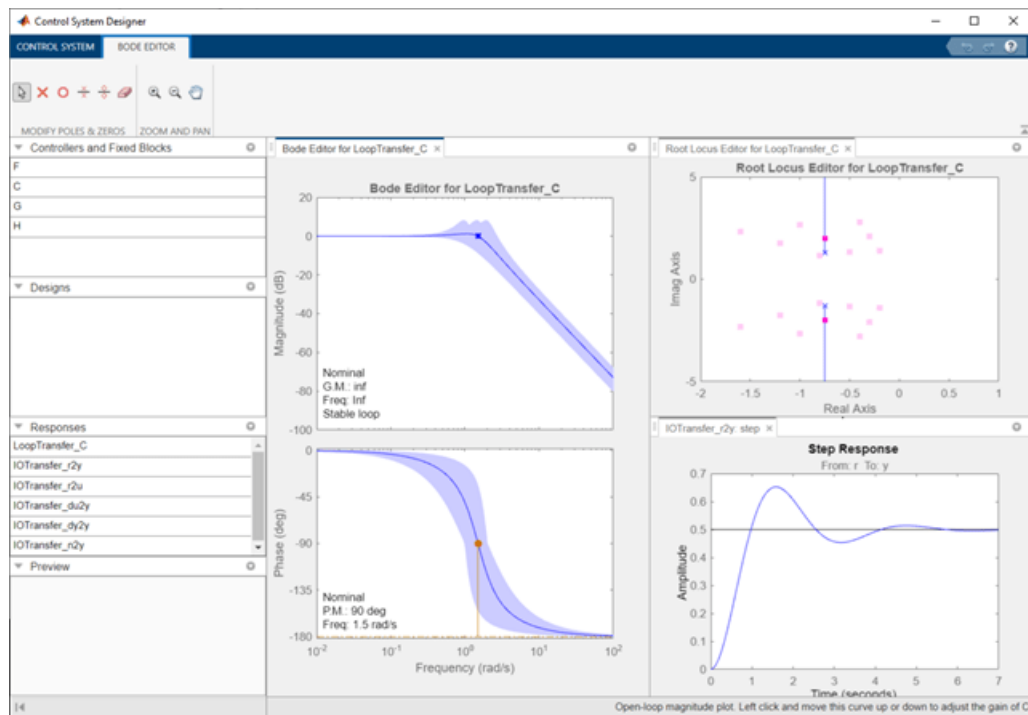 Control System Designer
CONTROL SYSTEM
BODE EDITOR
MODIFY POLES & ZEROS
ZOOM AND PAN
Controllers and Fixed Blocks
F
C
G
H
Designs
Responses
LoopTransfer_C
IOTransfer_r2y
IOTransfer_r2u
IOTransfer_du2y
IOTransfer_dy2y
IOTransfer_n2y
Preview
Bode Editor for LoopTransfer_C
Bode Editor for LoopTransfer_C
Magnitude (dB)
20
0
-20
-40
-60
-80
-100
Nominal
G.M.: inf
Freq: Inf
Stable loop
Phase (deg)
0
-45
-90
-135
-180
Nominal
P.M.: 90 deg
Freq: 1.5 rad/s
10^-2 10^-1 10^0 10^1 10^2
Frequency (rad/s)
Root Locus Editor for LoopTransfer_C
Root Locus Editor for LoopTransfer_C
Imag Axis
5
0
-5
-2 -1.5 -1 -0.5 0 0.5 1
Real Axis
IOTransfer_r2y: step
Step Response
From: r To: y
Amplitude
0.7
0.6
0.5
0.4
0.3
0.2
0.1
0
0 1 2 3 4 5 6 7
Time (seconds)
Open-loop magnitude plot. Left click and move this curve up or down to adjust the gain of C